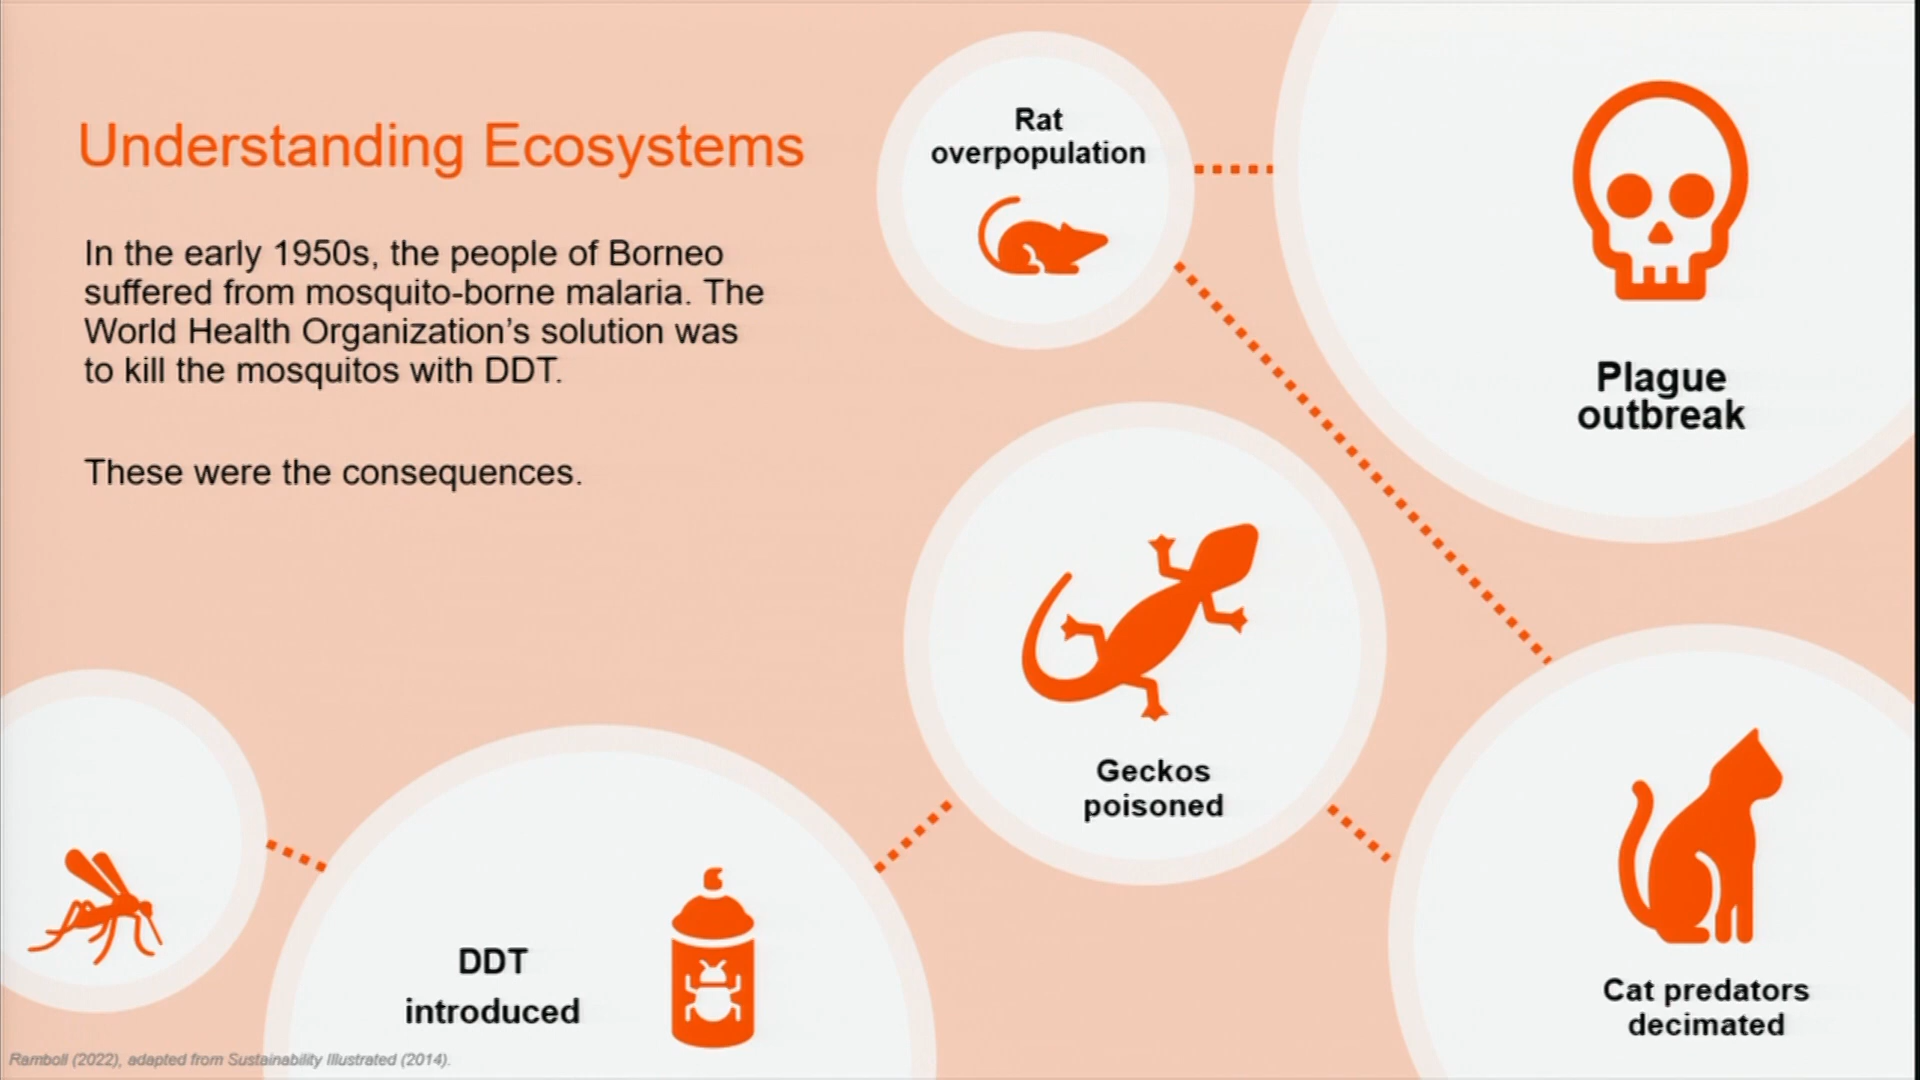 Understanding Ecosystems
In the early 1950s, the people of Borneo
suffered from mosquito-borne malaria. The
World Health Organization’s solution was
to kill the mosquitos with DDT.
These were the consequences.
DDT
introduced
Geckos
poisoned
Cat predators
decimated
Rat
overpopulation
Plague
outbreak
Ramboll (2022), adapted from Sustainability Illustrated (2014).